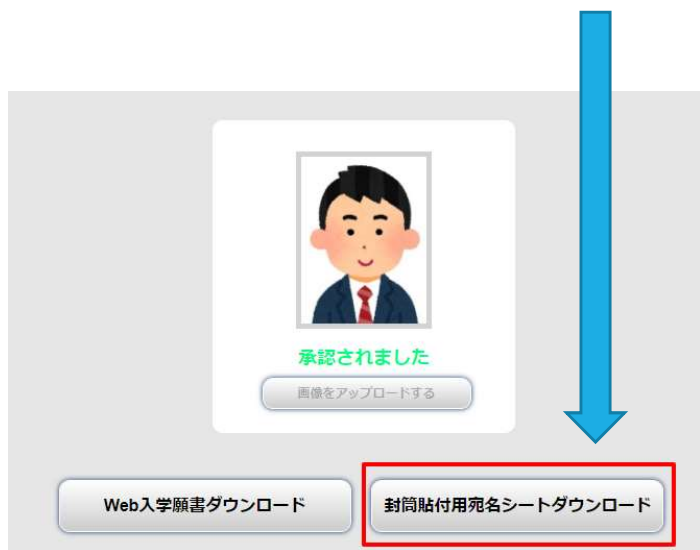 承認されました
画像をアップロードする
Web入学願書ダウンロード
封筒貼付用宛名シートダウンロード